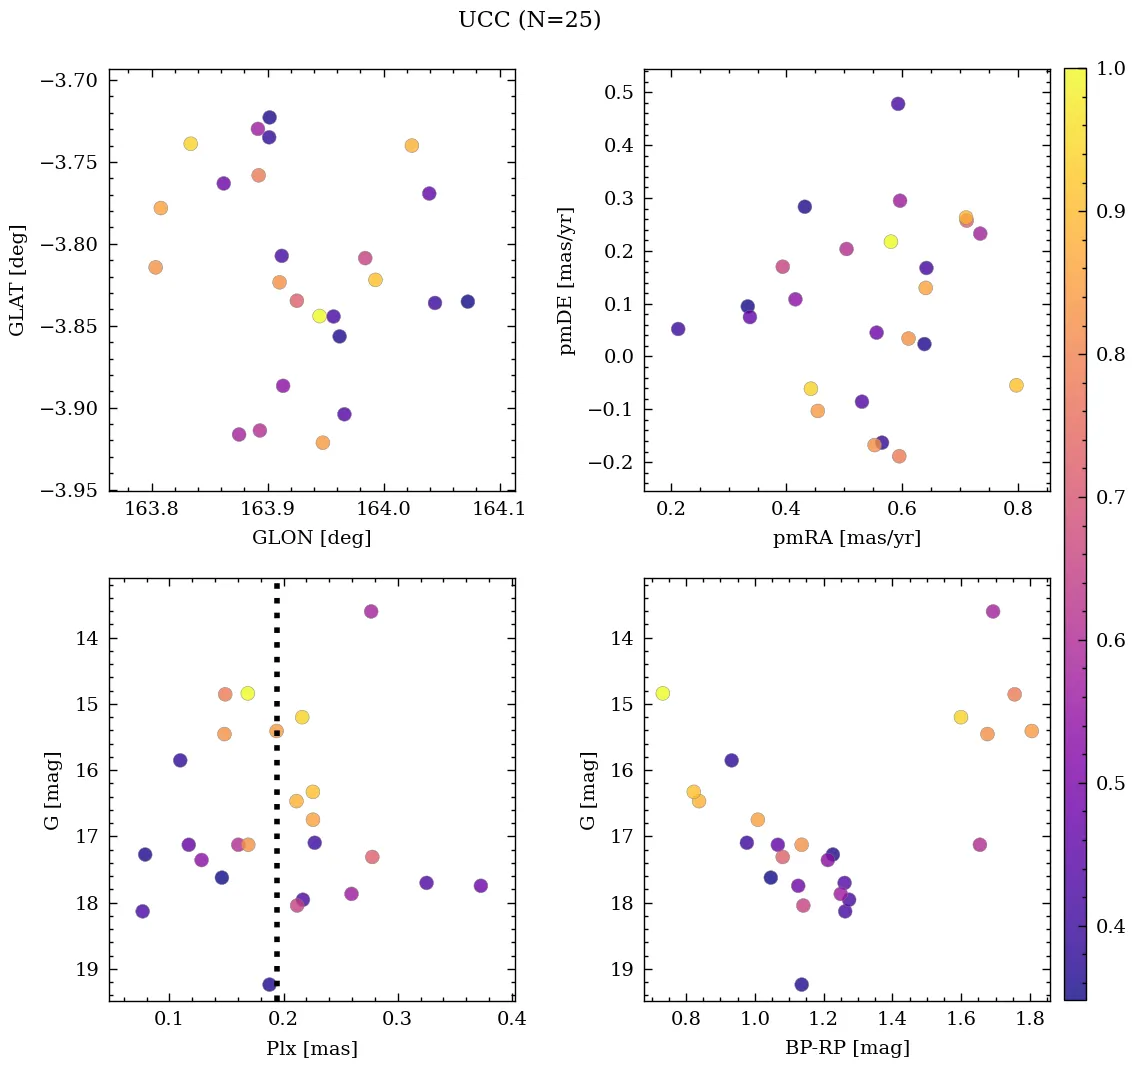 UCC (N=25)
−3.70
−3.75
−3.80
−3.85
−3.90
−3.95
GLAT [deg]
163.8 163.9 164.0 164.1
GLON [deg]
0.5
0.4
0.3
0.2
0.1
0.0
−0.1
−0.2
pmDE [mas/yr]
0.2 0.4 0.6 0.8
pmRA [mas/yr]
14
15
16
17
18
19
G [mag]
0.1 0.2 0.3 0.4
Plx [mas]
14
15
16
17
18
19
G [mag]
0.8 1.0 1.2 1.4 1.6 1.8
BP-RP [mag]
1.0
0.9
0.8
0.7
0.6
0.5
0.4